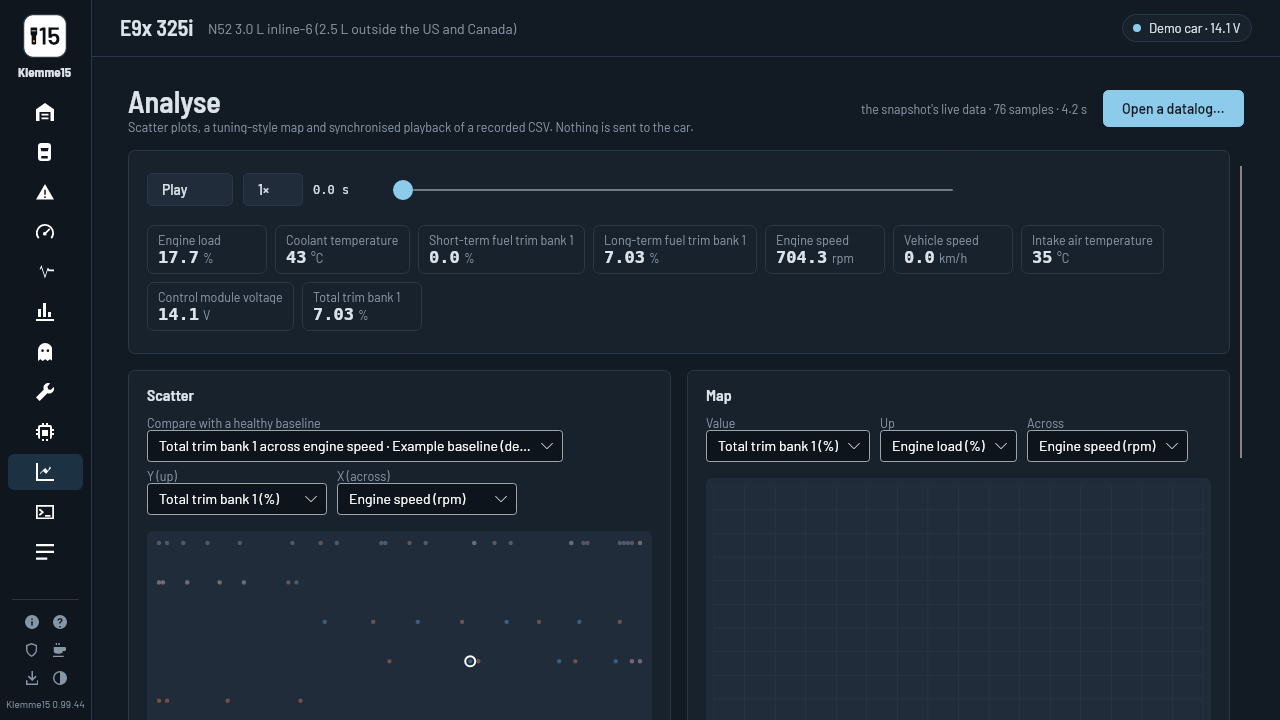 15
Klemme15
E9x 325i
N52 3.0 L inline-6 (2.5 L outside the US and Canada)
Demo car · 14.1 V
Analyse
Scatter plots, a tuning-style map and synchronised playback of a recorded CSV. Nothing is sent to the car.
the snapshot's live data · 76 samples · 4.2 s
Open a datalog...
Play
1×
0.0 s
Engine load
17.7 %
Coolant temperature
43 °C
Short-term fuel trim bank 1
0.0 %
Long-term fuel trim bank 1
7.03 %
Engine speed
704.3 rpm
Vehicle speed
0.0 km/h
Intake air temperature
35 °C
Control module voltage
14.1 V
Total trim bank 1
7.03 %
Scatter
Compare with a healthy baseline
Total trim bank 1 across engine speed · Example baseline (de...
Y (up)
X (across)
Total trim bank 1 (%)
Engine speed (rpm)
Map
Value
Up
Across
Total trim bank 1 (%)
Engine load (%)
Engine speed (rpm)
Klemme15 0.99.44